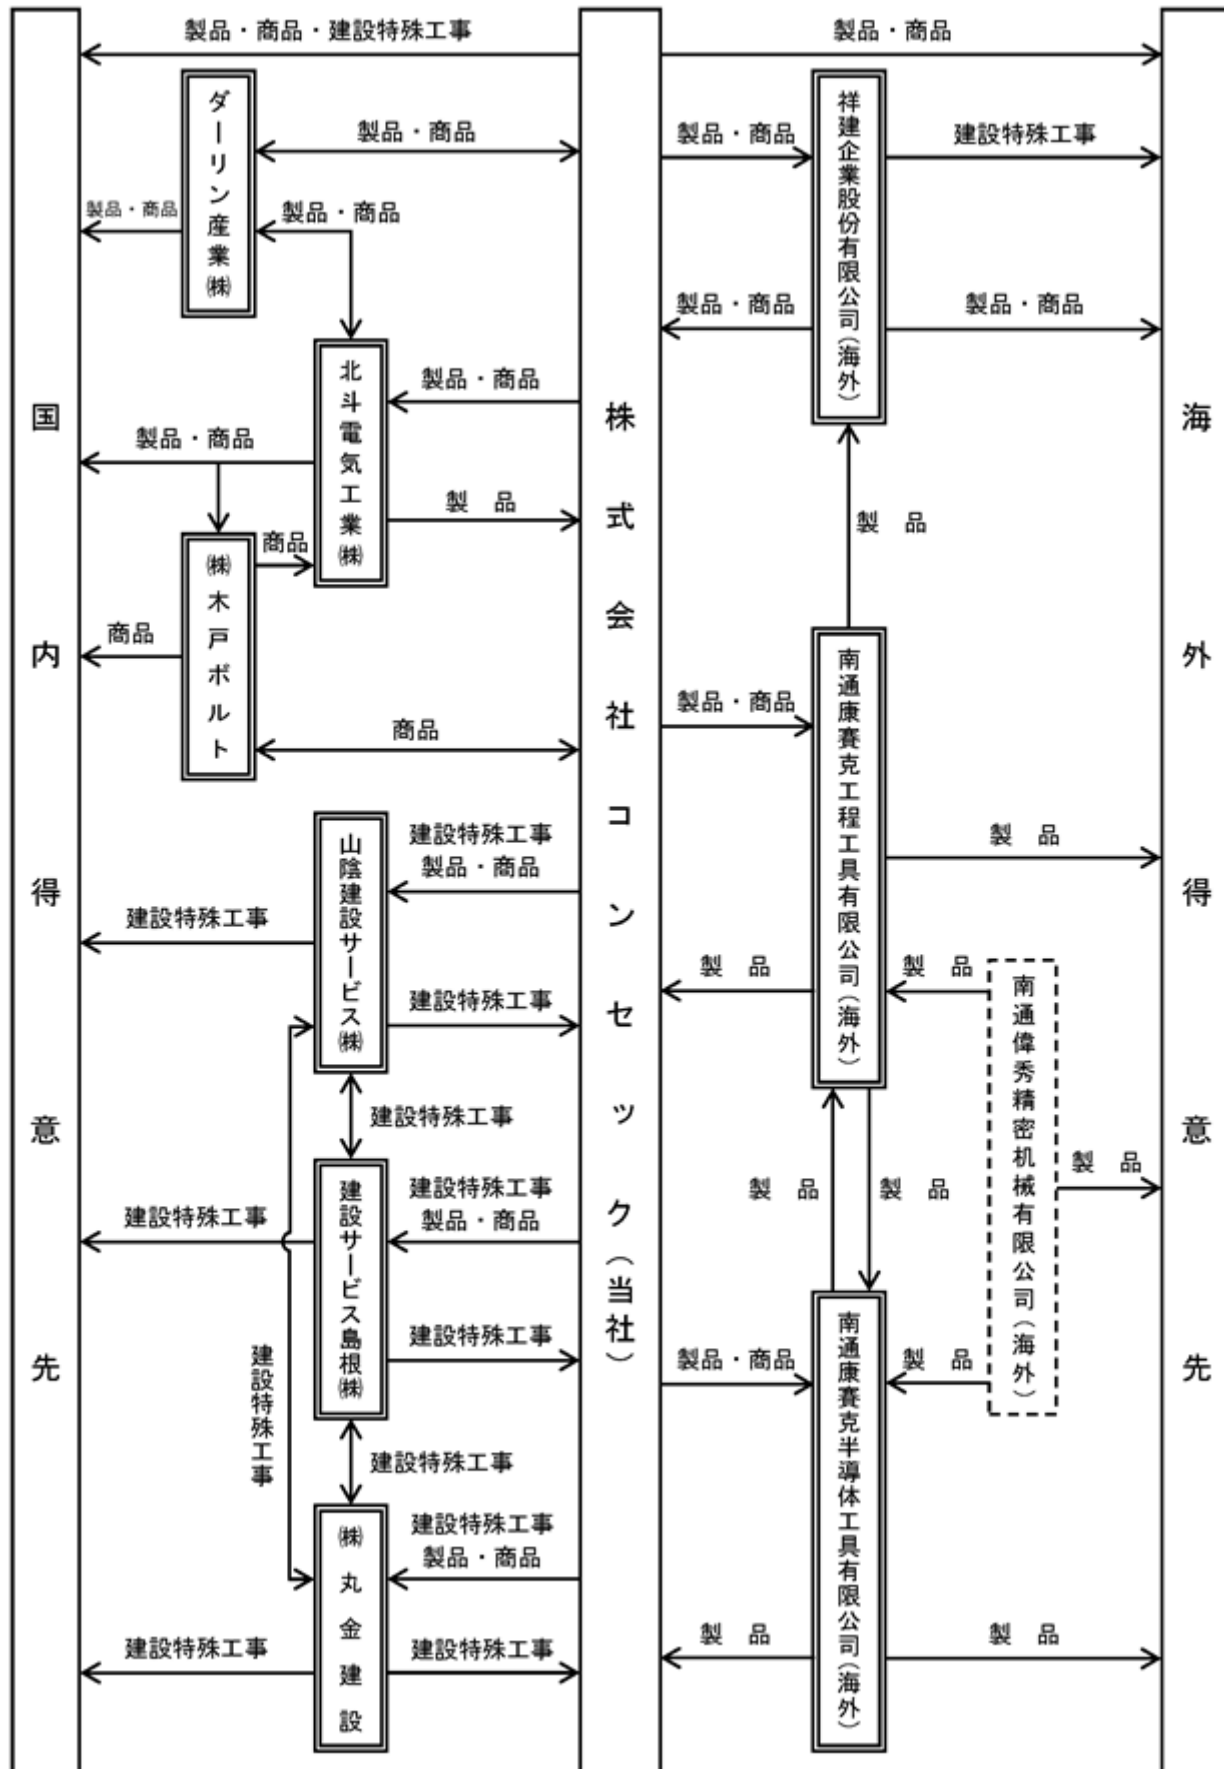 製品・商品・建設特殊工事
製品・商品
国内得意先
ダーリン産業㈱
製品・商品
製品・商品
製品・商品
北斗電気工業㈱
製品・商品
製品・商品
製　品
㈱木戸ボルト
商品
商品
商品
山陰建設サービス㈱
建設特殊工事
製品・商品
建設特殊工事
建設特殊工事
建設特殊工事
建設サービス島根㈱
建設特殊工事
製品・商品
建設特殊工事
建設特殊工事
建設特殊工事
建設特殊工事
㈱丸金建設
建設特殊工事
製品・商品
建設特殊工事
建設特殊工事
株式会社コンセック（当社）
祥建企業股份有限公司（海外）
製品・商品
建設特殊工事
製品・商品
製品・商品
製　品
南通康賽克工程工具有限公司（海外）
製品・商品
製　品
製　品
製　品
南通偉秀精密机械有限公司（海外）
製　品
製　品
製　品
製　品
南通康賽克半導体工具有限公司（海外）
製品・商品
製　品
製　品
海外得意先